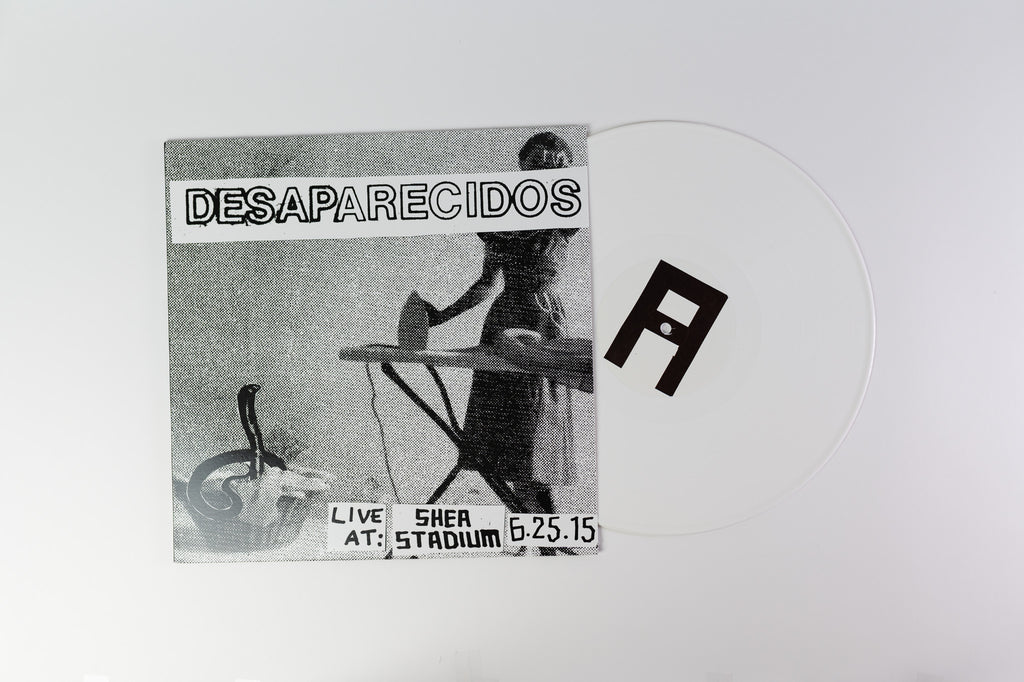 DESAPARECIDOS
LIVE
AT:
SHEA
STADIUM
6.25.15
A